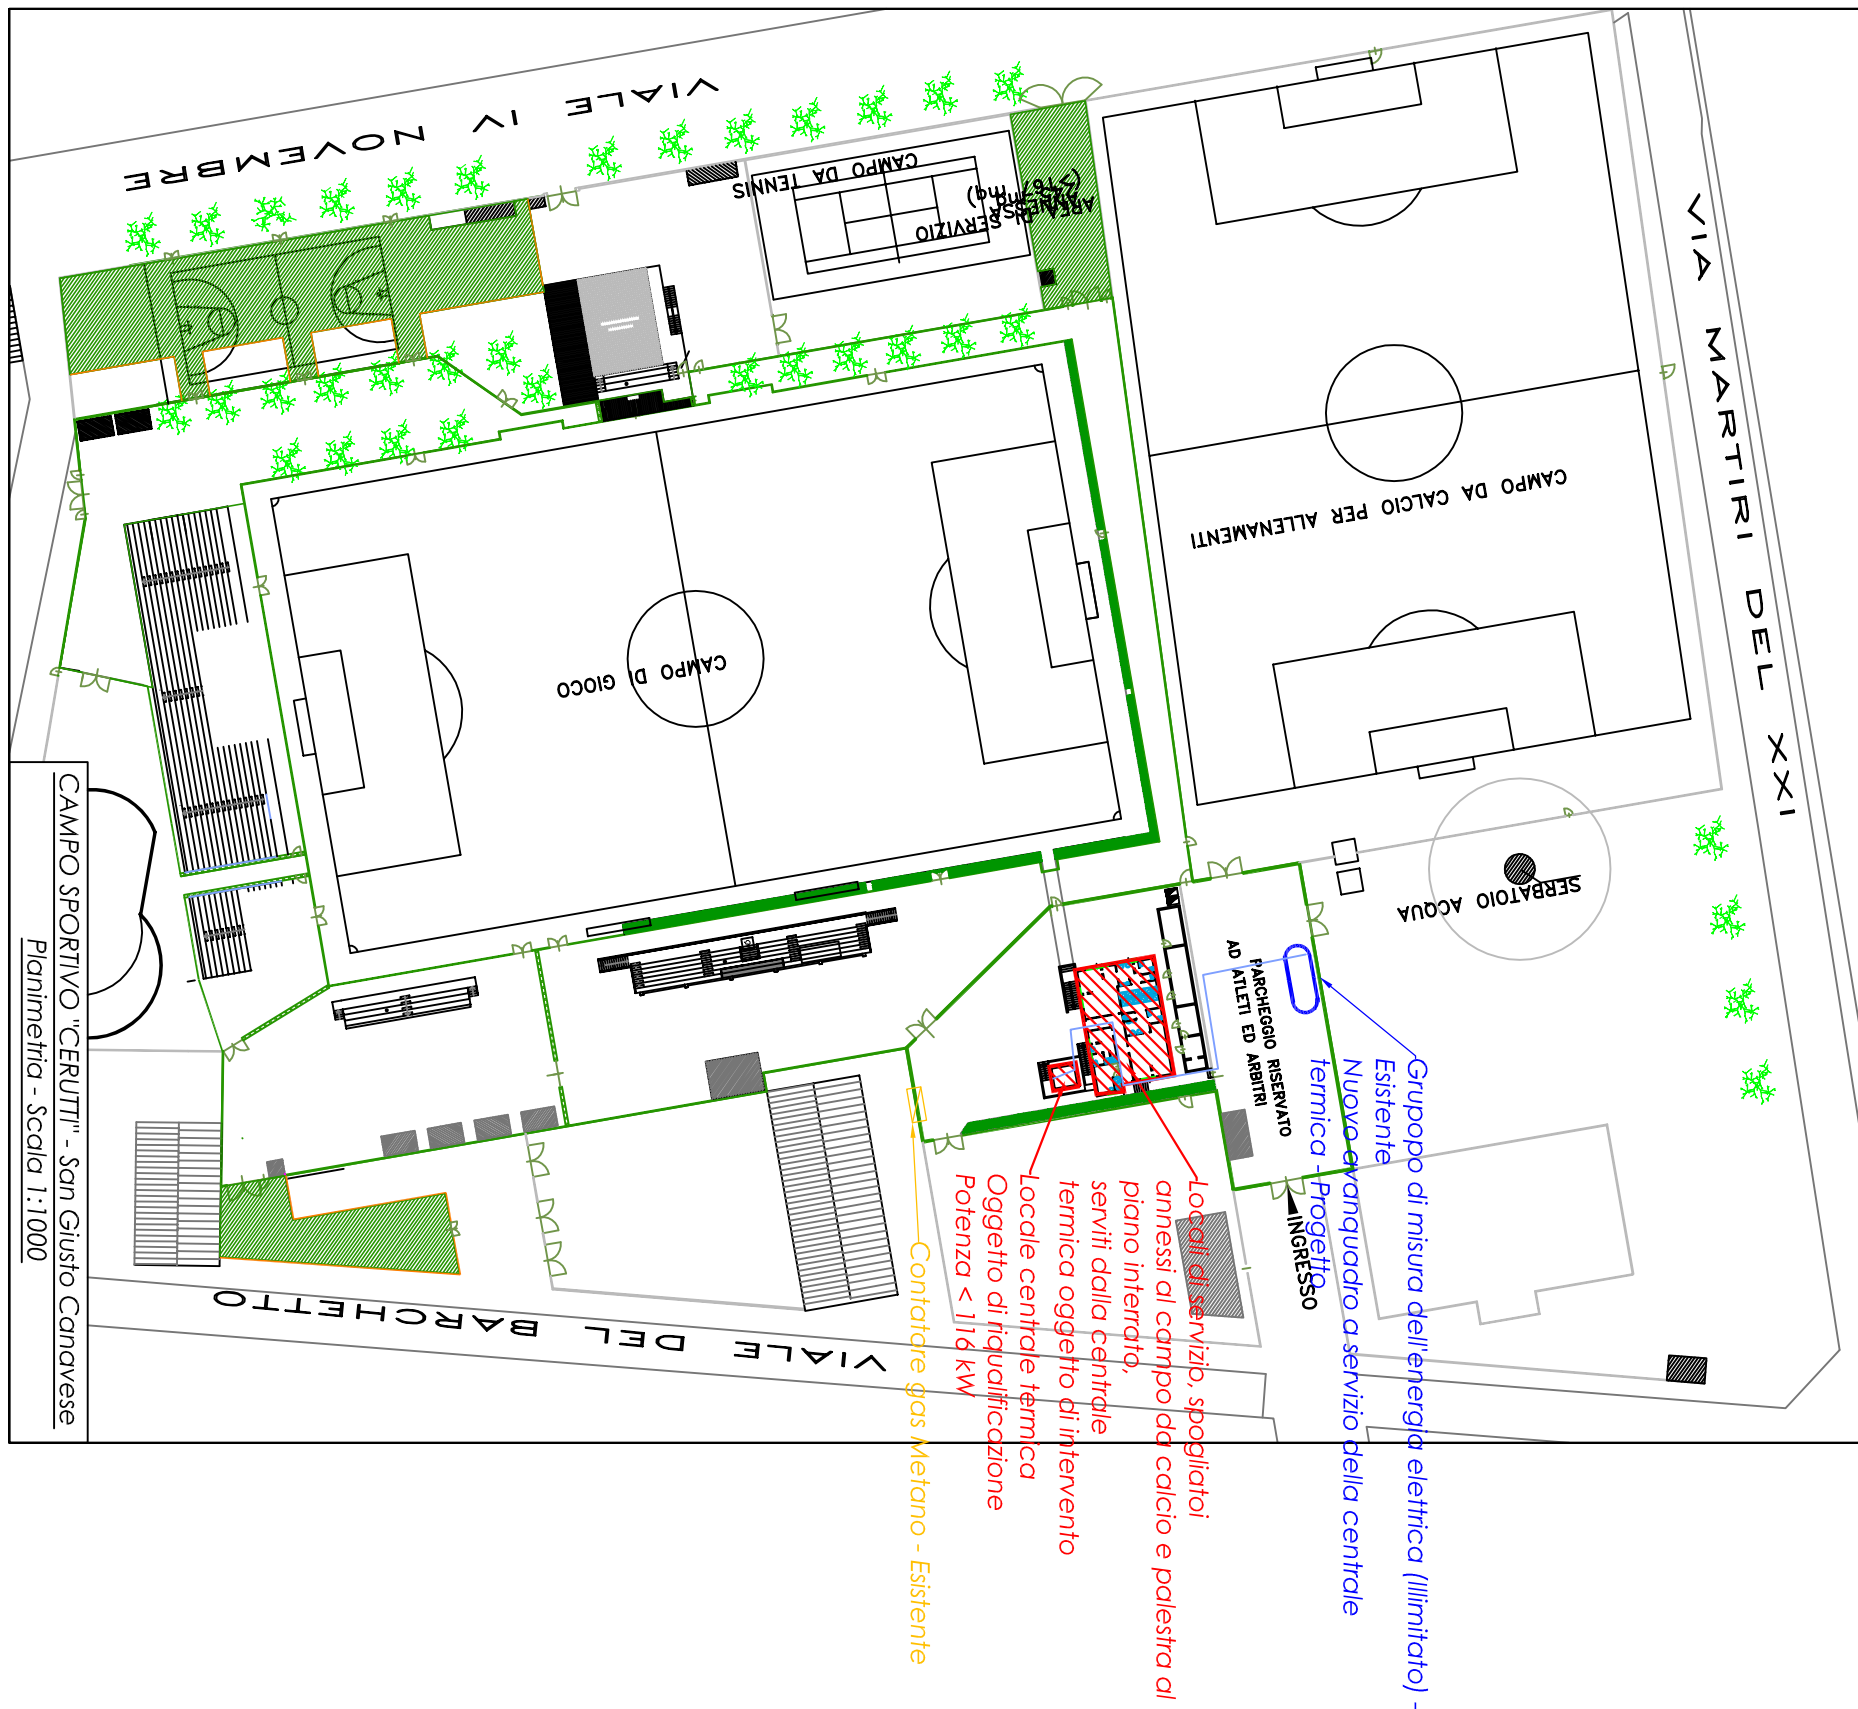 VIALE IV NOVEMBRE
CAMPO DA TENNIS
AREA
ANNESSA
DI SERVIZIO
VIA MARTIRI DEL XXI
CAMPO DA CALCIO PER ALLENAMENTI
CAMPO DI GIOCO
SERBATOIO ACQUA
PARCHEGGIO RISERVATO
AD ATLETI ED ARBITRI
INGRESSO
VIALE DEL BARCHETTO
Gruppopo di misura dell'energia elettrica (Illimitato) -
Esistente
Nuovo avanquadro a servizio della centrale
termica - Progetto
Locali di servizio, spogliatoi
annessi al campo da calcio e palestra al
piano interrato,
serviti dalla centrale
termica oggetto di intervento
Locale centrale termica
Oggetto di riqualificazione
Potenza < 116 kW
Contatore gas Metano - Esistente
CAMPO SPORTIVO "CERUTTI" - San Giusto Canavese
Planimetria - Scala 1:1000